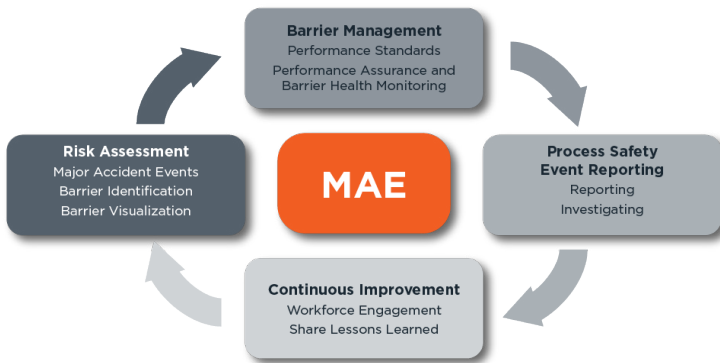 Barrier Management
Performance Standards
Performance Assurance and
Barrier Health Monitoring
Risk Assessment
Major Accident Events
Barrier Identification
Barrier Visualization
MAE
Process Safety
Event Reporting
Reporting
Investigating
Continuous Improvement
Workforce Engagement
Share Lessons Learned